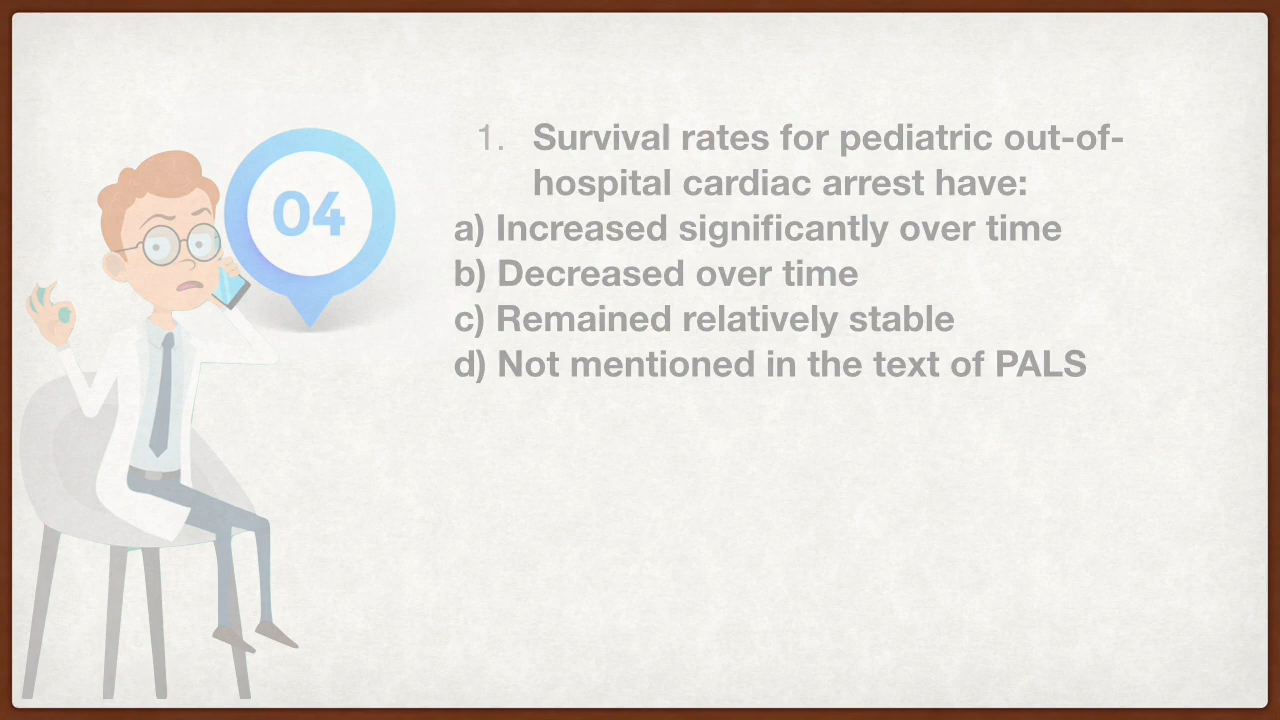 04
1. Survival rates for pediatric out-of-
hospital cardiac arrest have:
a) Increased significantly over time
b) Decreased over time
c) Remained relatively stable
d) Not mentioned in the text of PALS